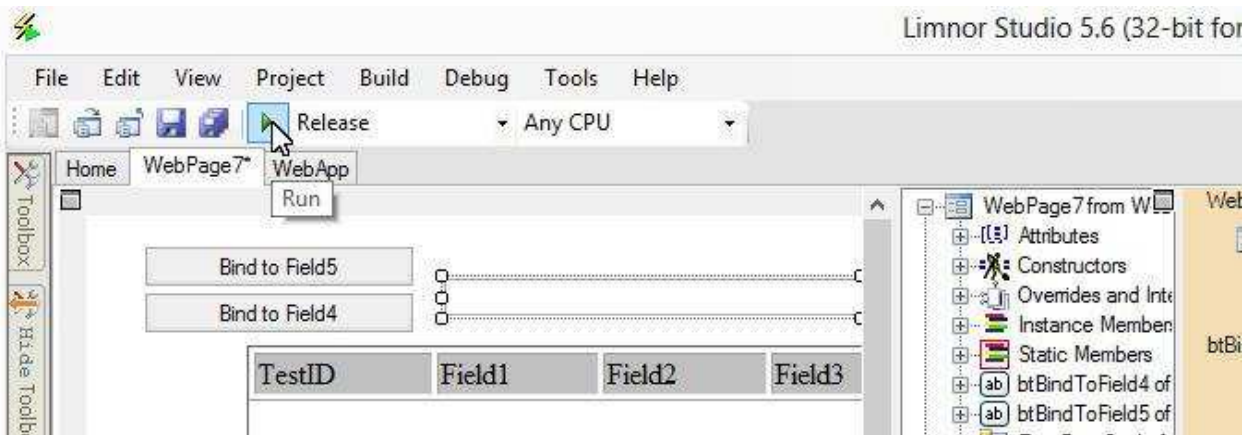 Limnor Studio 5.6 (32-bit for
File Edit View Project Build Debug Tools Help
Release Any CPU
Home WebPage7* WebApp
Run
Toolbox
Hide Toolb
Bind to Field5
Bind to Field4
TestID Field1 Field2 Field3
WebPage7 from W
Attributes
Constructors
Overrides and Inte
Instance Members
Static Members
btBindToField4 of
btBindToField5 of
Web
btBi